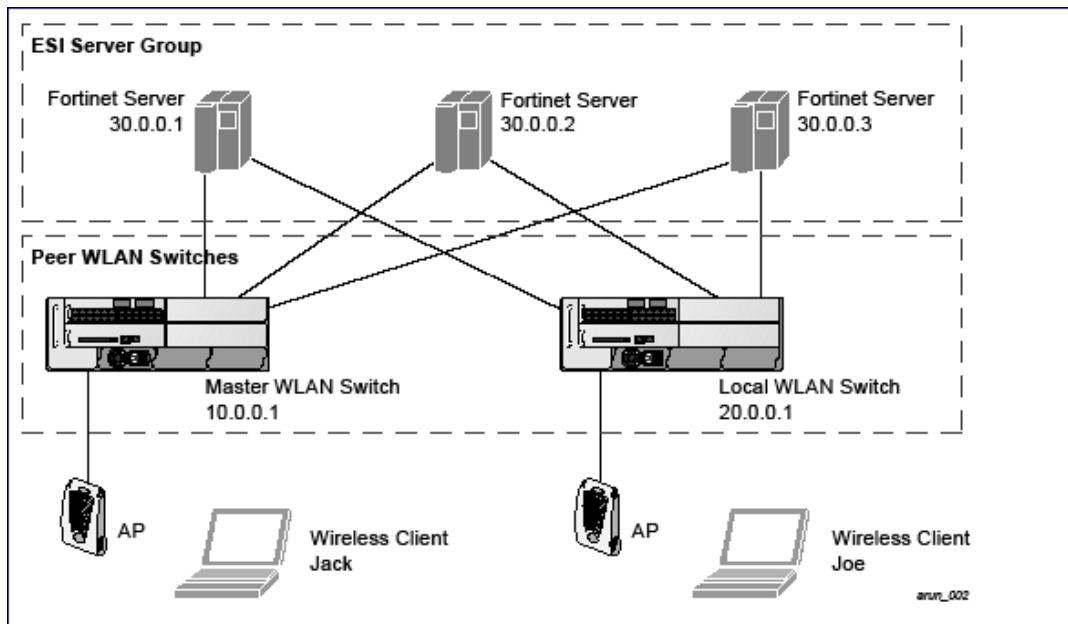 ESI Server Group
Fortinet Server
30.0.0.1
Fortinet Server
30.0.0.2
Fortinet Server
30.0.0.3
Peer WLAN Switches
Master WLAN Switch
10.0.0.1
Local WLAN Switch
20.0.0.1
AP
Wireless Client
Jack
AP
Wireless Client
Joe
arun_002